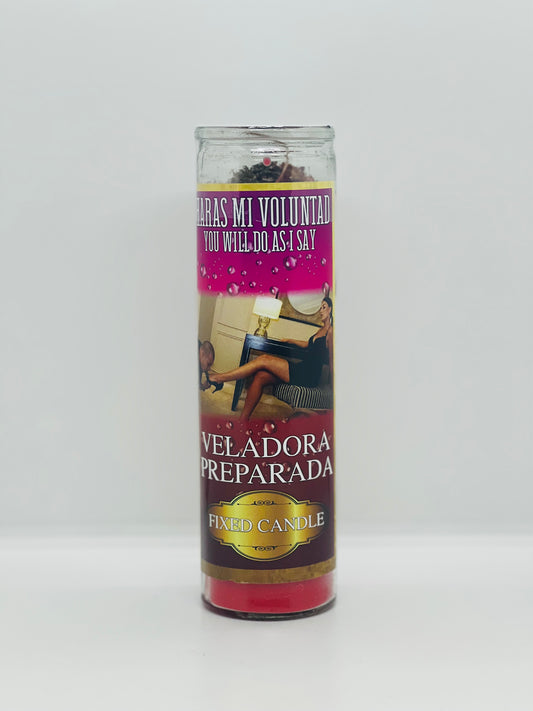 HARAS MI VOLUNTAD
YOU WILL DO AS I SAY
VELADORA
PREPARADA
FIXED CANDLE